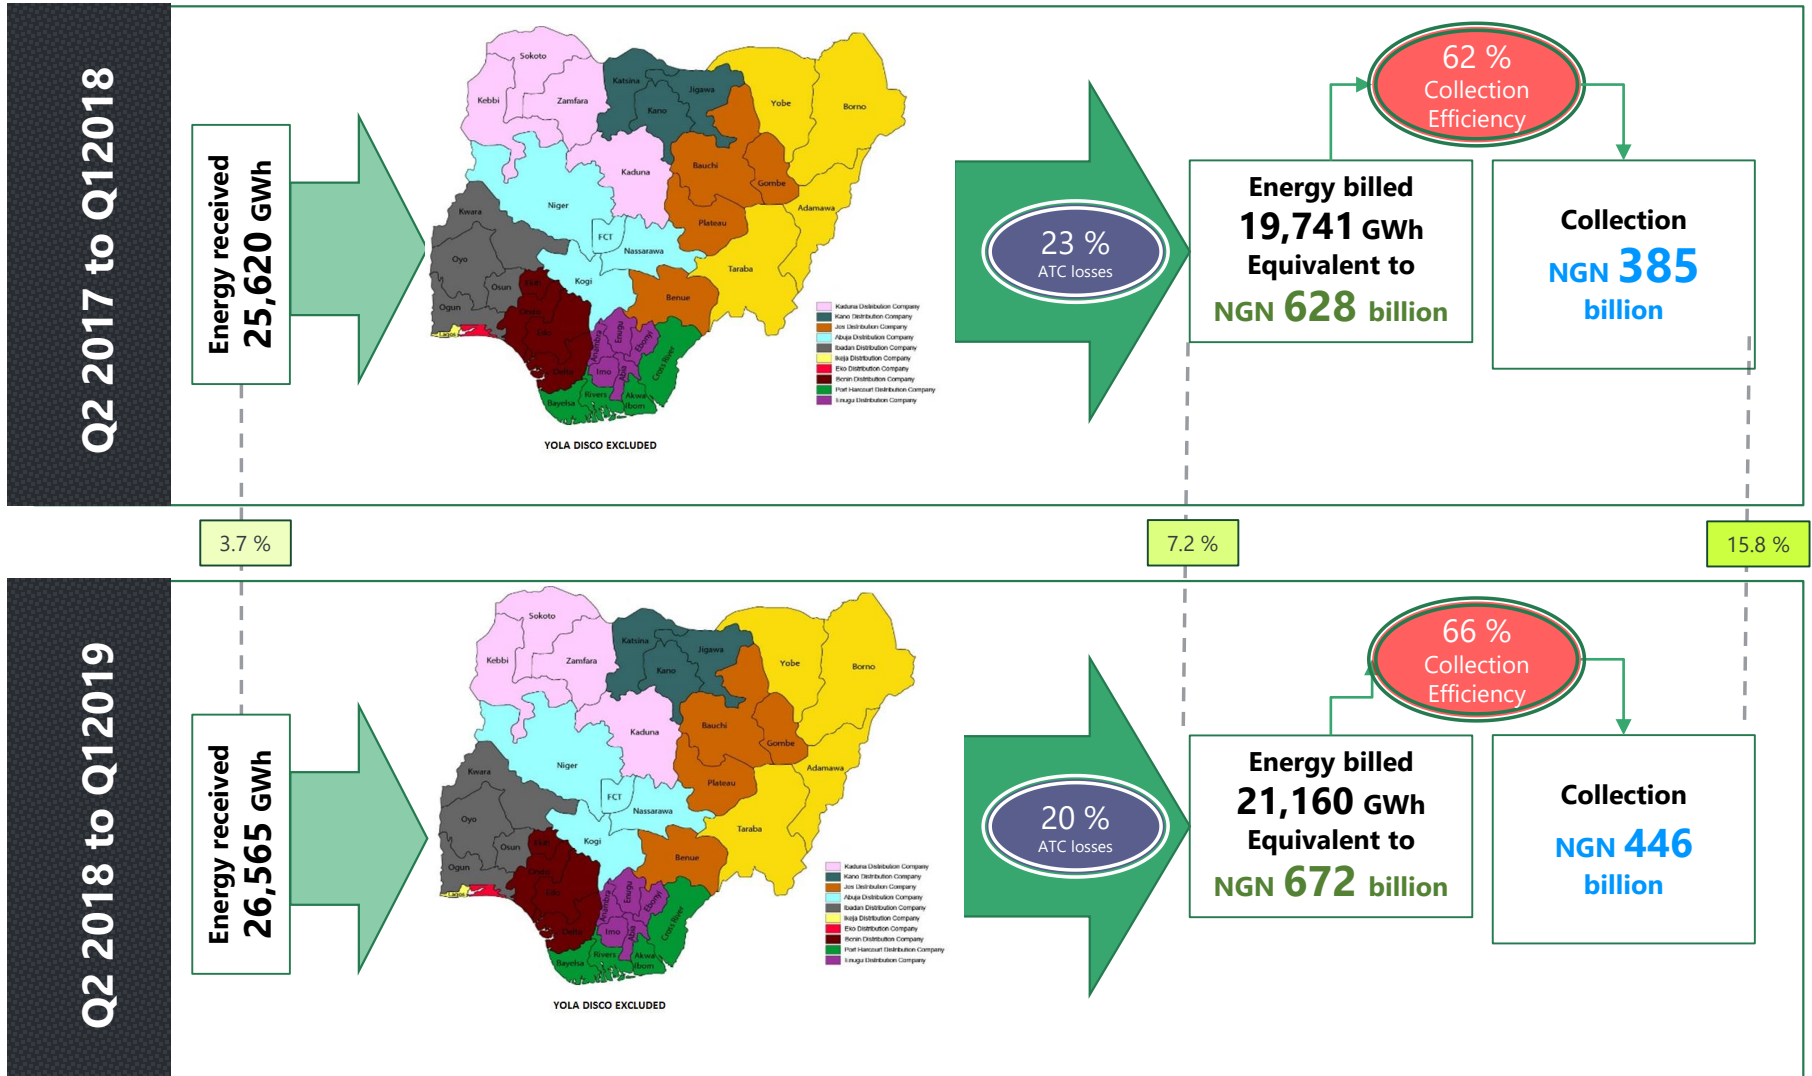 Q2 2017 to Q12018
Energy received
25,620 GWh
Sokoto
Kebbi
Zamfara
Katsina
Jigawa
Kano
Yobe
Borno
Kaduna
Bauchi
Gombe
Adamawa
Niger
Kwara
FCT
Plateau
Nassarawa
Oyo
Taraba
Osun
Kogi
Benue
Ogun
Ekiti
Ondo
Edo
Lagos
Delta
Anambra
Enugu
Ebonyi
Imo
Abia
Cross River
Bayelsa
Rivers
Akwa
Ibom
Kaduna Distribution Company
Kano Distribution Company
Jos Distribution Company
Abuja Distribution Company
Ibadan Distribution Company
Ikeja Distribution Company
Eko Distribution Company
Benin Distribution Company
Port Harcourt Distribution Company
Enugu Distribution Company
YOLA DISCO EXCLUDED
23 %
ATC losses
Energy billed
19,741 GWh
Equivalent to
NGN 628 billion
62 %
Collection
Efficiency
Collection
NGN 385
billion
3.7 %
7.2 %
15.8 %
Q2 2018 to Q12019
Energy received
26,565 GWh
Sokoto
Kebbi
Zamfara
Katsina
Jigawa
Kano
Yobe
Borno
Kaduna
Bauchi
Gombe
Adamawa
Niger
Kwara
FCT
Plateau
Nassarawa
Oyo
Taraba
Osun
Kogi
Benue
Ogun
Ekiti
Ondo
Edo
Lagos
Delta
Anambra
Enugu
Ebonyi
Imo
Abia
Cross River
Bayelsa
Rivers
Akwa
Ibom
Kaduna Distribution Company
Kano Distribution Company
Jos Distribution Company
Abuja Distribution Company
Ibadan Distribution Company
Ikeja Distribution Company
Eko Distribution Company
Benin Distribution Company
Port Harcourt Distribution Company
Enugu Distribution Company
YOLA DISCO EXCLUDED
20 %
ATC losses
Energy billed
21,160 GWh
Equivalent to
NGN 672 billion
66 %
Collection
Efficiency
Collection
NGN 446
billion